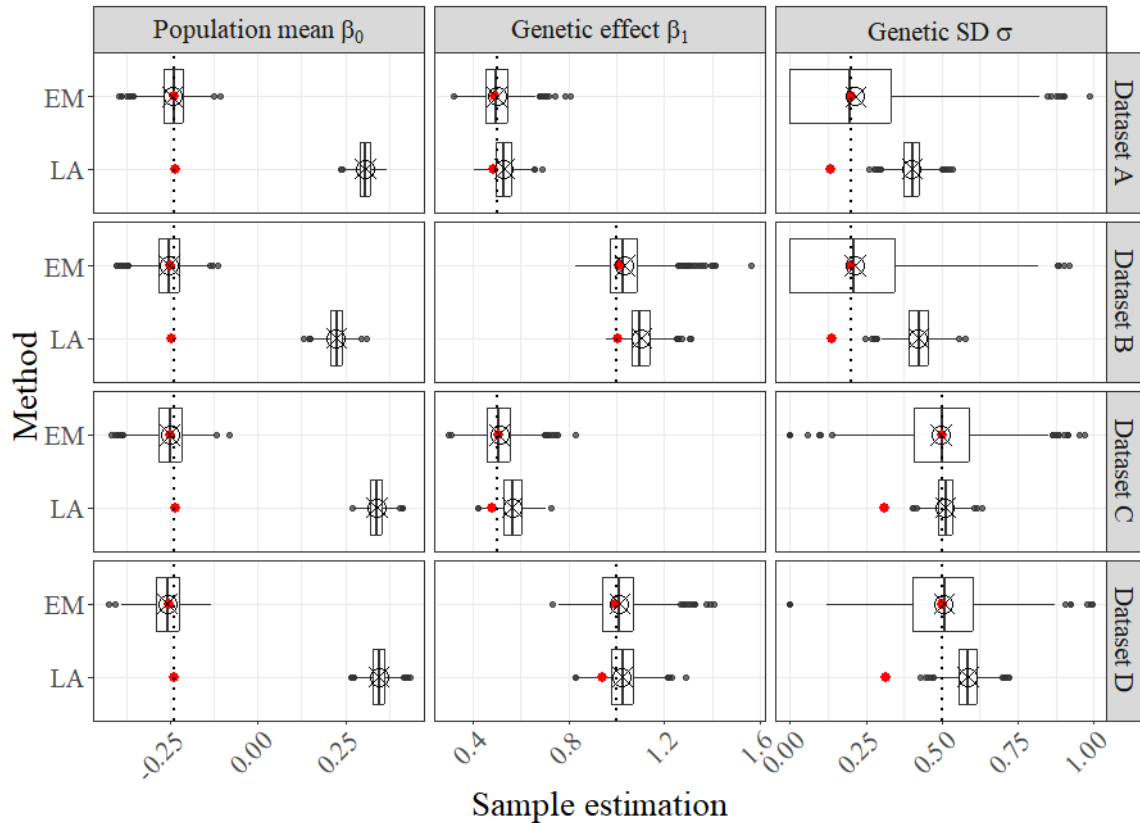 Population mean β0
Genetic effect β1
Genetic SD σ
EM
LA
Dataset A
EM
LA
Dataset B
EM
LA
Dataset C
EM
LA
Dataset D
Method
-0.25
0.00
0.25
0.4
0.8
1.2
1.6
0.00
0.25
0.50
0.75
1.00
Sample estimation